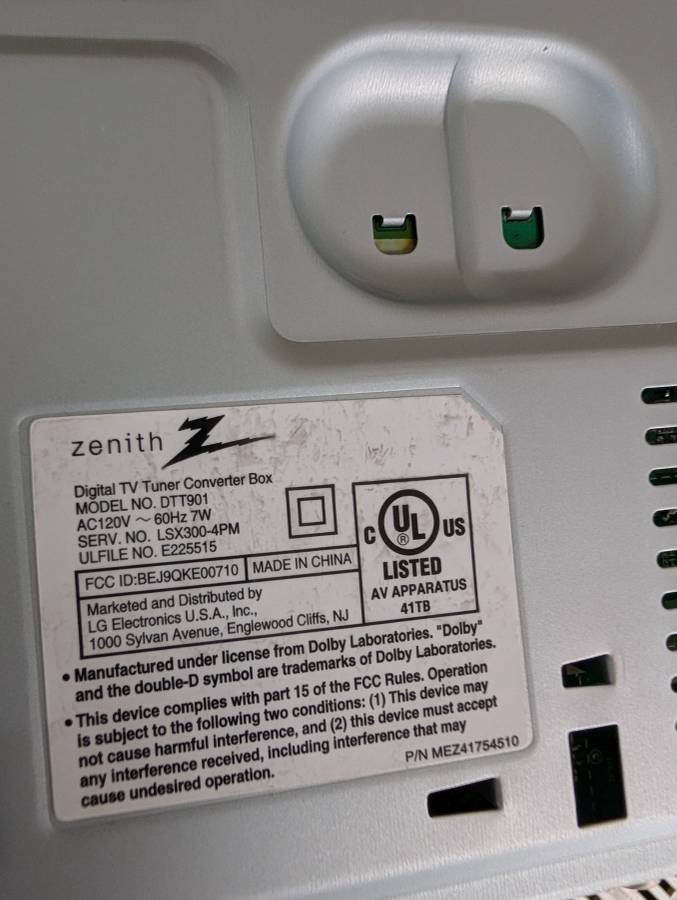 zenith
Digital TV Tuner Converter Box
MODEL NO. DTT901
AC120V ~ 60Hz 7W
SERV. NO. LSX300-4PM
ULFILE NO. E225515
FCC ID:BEJ9QKE00710
MADE IN CHINA
Marketed and Distributed by
LG Electronics U.S.A., Inc.,
1000 Sylvan Avenue, Englewood Cliffs, NJ
C UL ® US
LISTED
AV APPARATUS
41TB
• Manufactured under license from Dolby Laboratories. "Dolby"
and the double-D symbol are trademarks of Dolby Laboratories.
• This device complies with part 15 of the FCC Rules. Operation
is subject to the following two conditions: (1) This device may
not cause harmful interference, and (2) this device must accept
any interference received, including interference that may
cause undesired operation.
P/N MEZ41754510